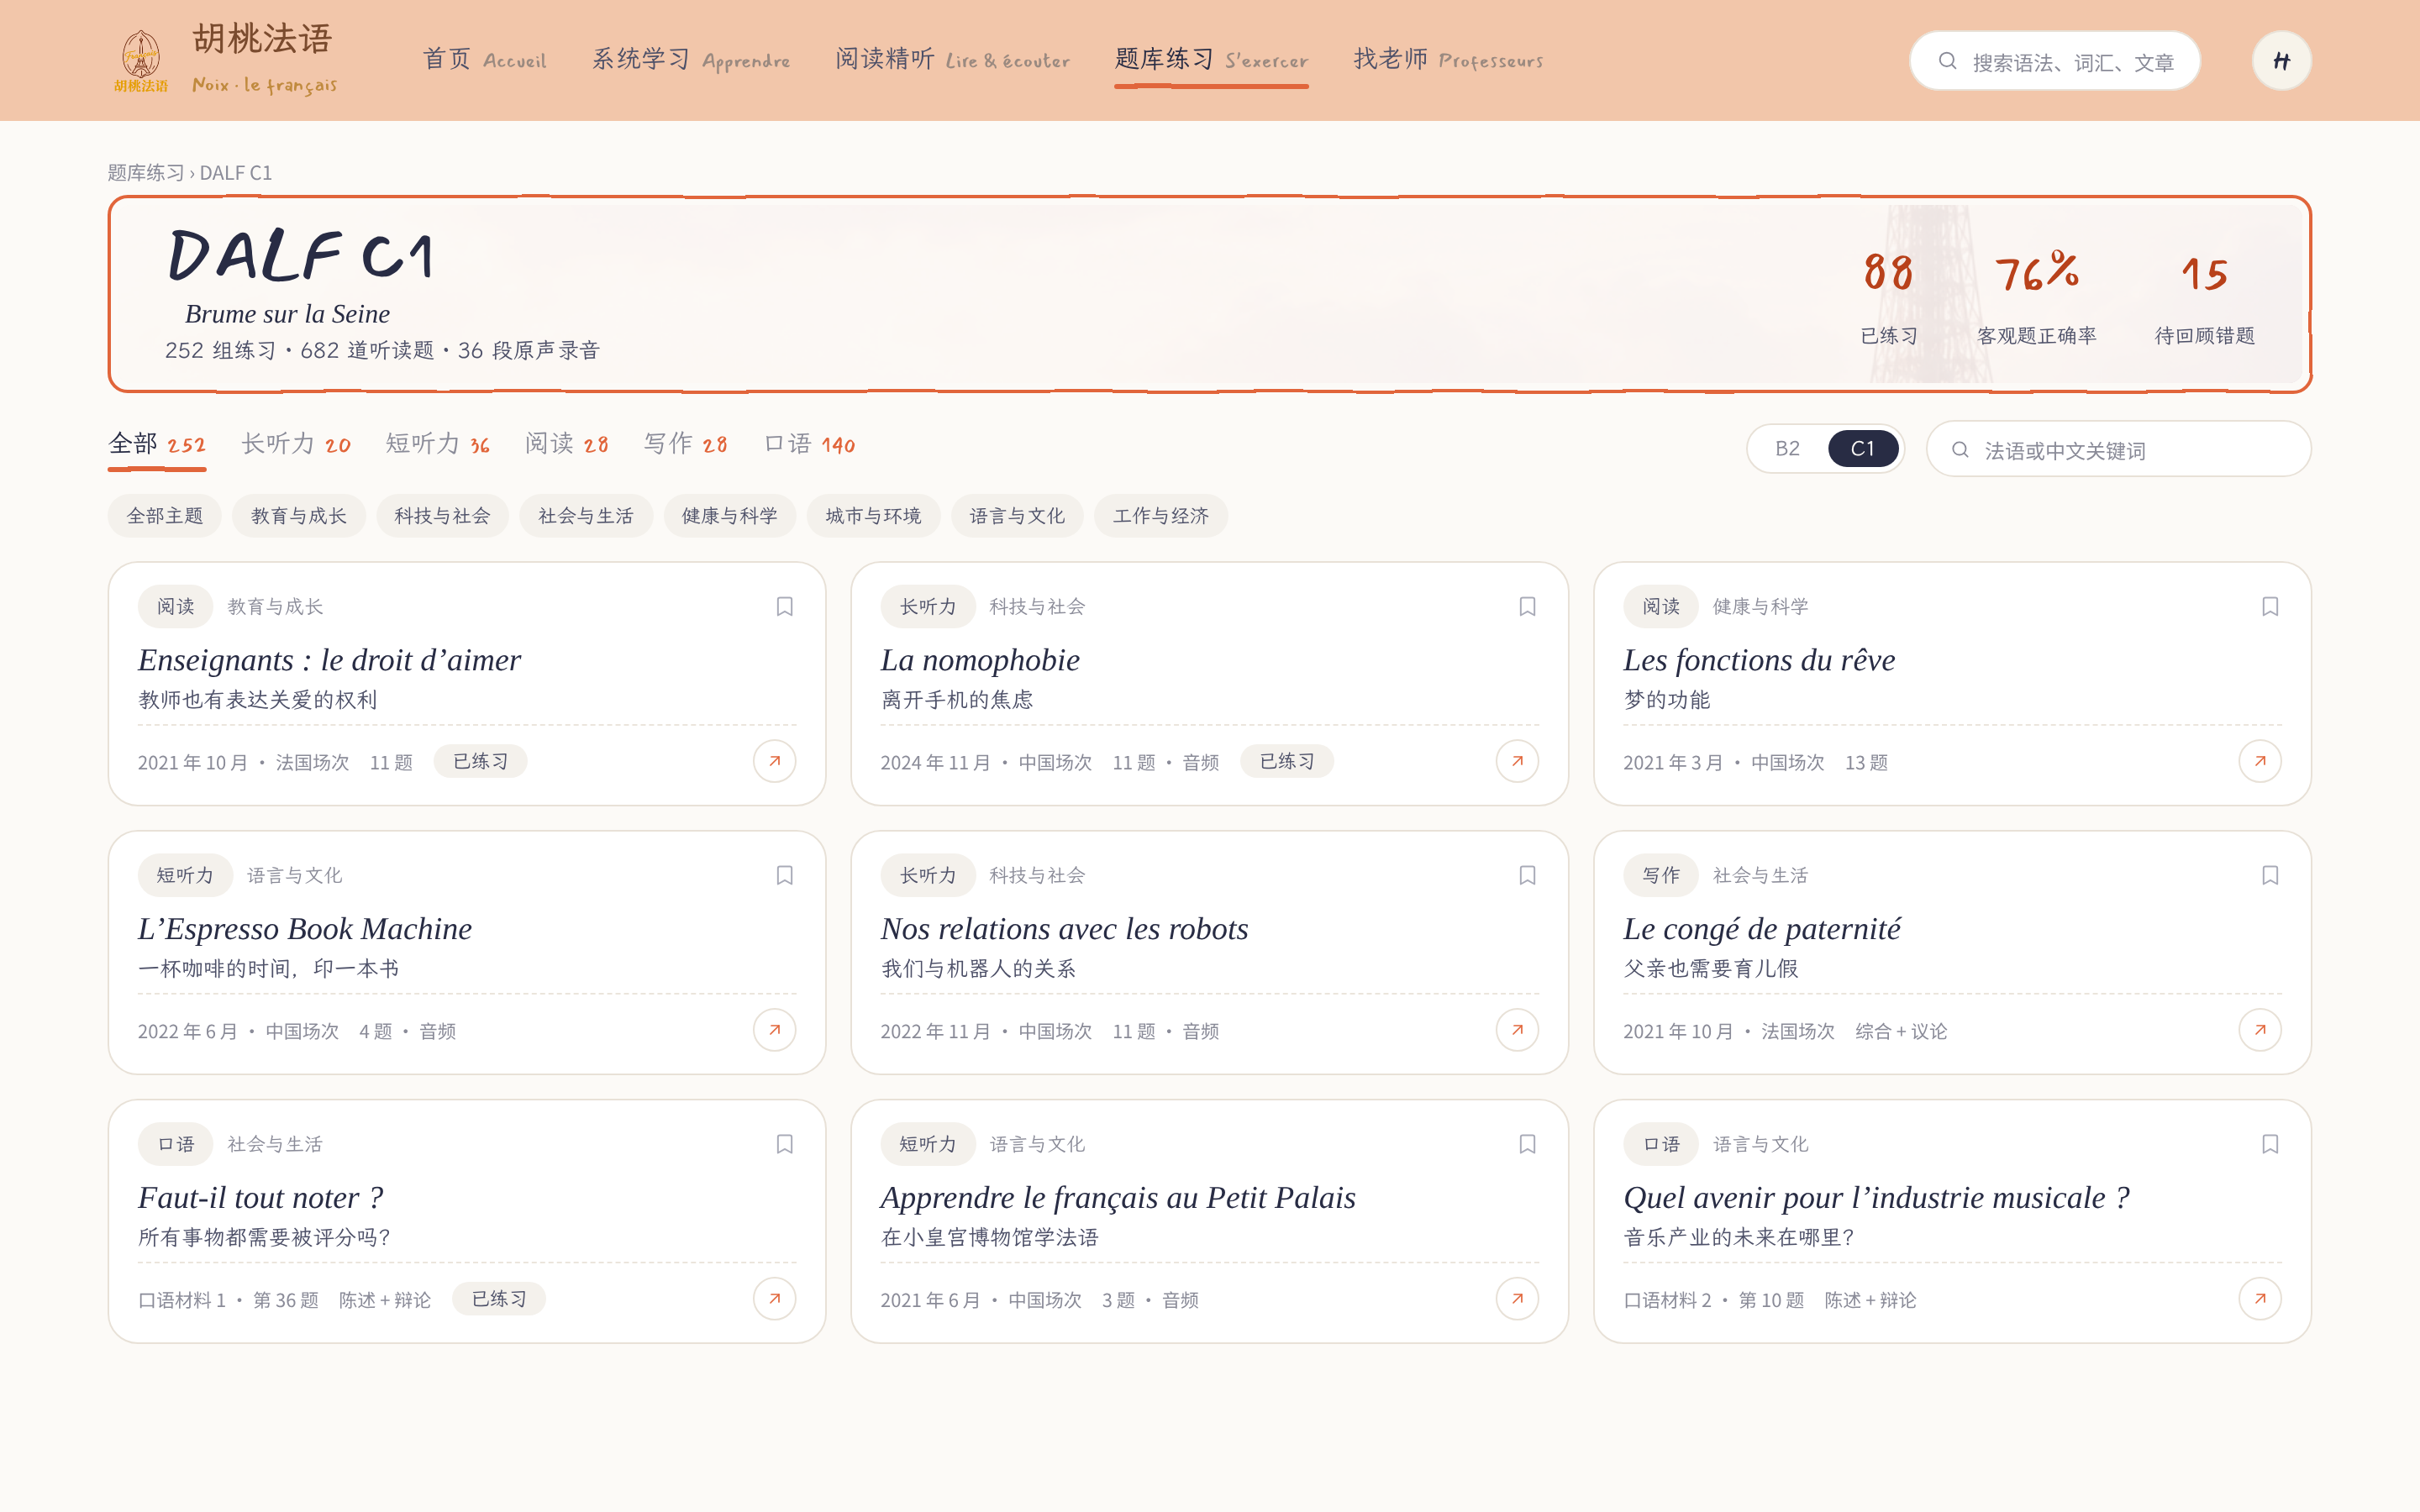 胡桃法语
Français
胡桃法语
Noix · le français
首页 Accueil 系统学习 Apprendre 阅读精听 Lire & écouter 题库练习 S'exercer 找老师 Professeurs
搜索语法、词汇、文章
H
题库练习 › DALF C1
DALF C1
Brume sur la Seine
252 组练习 · 682 道听读题 · 36 段原声录音
88 76% 15
已练习 客观题正确率 待回顾错题
全部 252 长听力 20 短听力 36 阅读 28 写作 28 口语 140
B2 C1
法语或中文关键词
全部主题 教育与成长 科技与社会 社会与生活 健康与科学 城市与环境 语言与文化 工作与经济
阅读 教育与成长
Enseignants : le droit d’aimer
教师也有表达关爱的权利
2021 年 10 月 · 法国场次 11 题 已练习
长听力 科技与社会
La nomophobie
离开手机的焦虑
2024 年 11 月 · 中国场次 11 题 · 音频 已练习
阅读 健康与科学
Les fonctions du rêve
梦的功能
2021 年 3 月 · 中国场次 13 题
短听力 语言与文化
L’Espresso Book Machine
一杯咖啡的时间，印一本书
2022 年 6 月 · 中国场次 4 题 · 音频
长听力 科技与社会
Nos relations avec les robots
我们与机器人的关系
2022 年 11 月 · 中国场次 11 题 · 音频
写作 社会与生活
Le congé de paternité
父亲也需要育儿假
2021 年 10 月 · 法国场次 综合 + 议论
口语 社会与生活
Faut-il tout noter ?
所有事物都需要被评分吗？
口语材料 1 · 第 36 题 陈述 + 辩论 已练习
短听力 语言与文化
Apprendre le français au Petit Palais
在小皇宫博物馆学法语
2021 年 6 月 · 中国场次 3 题 · 音频
口语 语言与文化
Quel avenir pour l’industrie musicale ?
音乐产业的未来在哪里？
口语材料 2 · 第 10 题 陈述 + 辩论